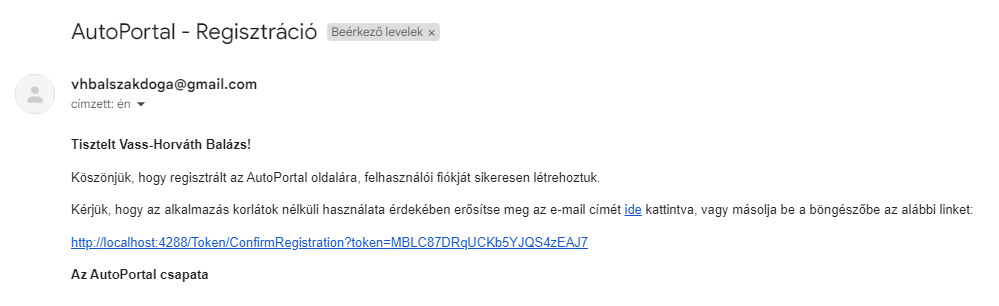 AutoPortal - Regisztráció Beérkező levelek ×
vhbalszakdoga@gmail.com
címzett: én
Tisztelt Vass-Horváth Balázs!
Köszönjük, hogy regisztrált az AutoPortal oldalára, felhasználói fiókját sikeresen létrehoztuk.
Kérjük, hogy az alkalmazás korlátok nélküli használata érdekében erősítse meg az e-mail címét ide kattintva, vagy másolja be a böngészőbe az alábbi linket:
http://localhost:4288/Token/ConfirmRegistration?token=MBLC87DRqUCKb5YJQS4zEAJ7
Az AutoPortal csapata